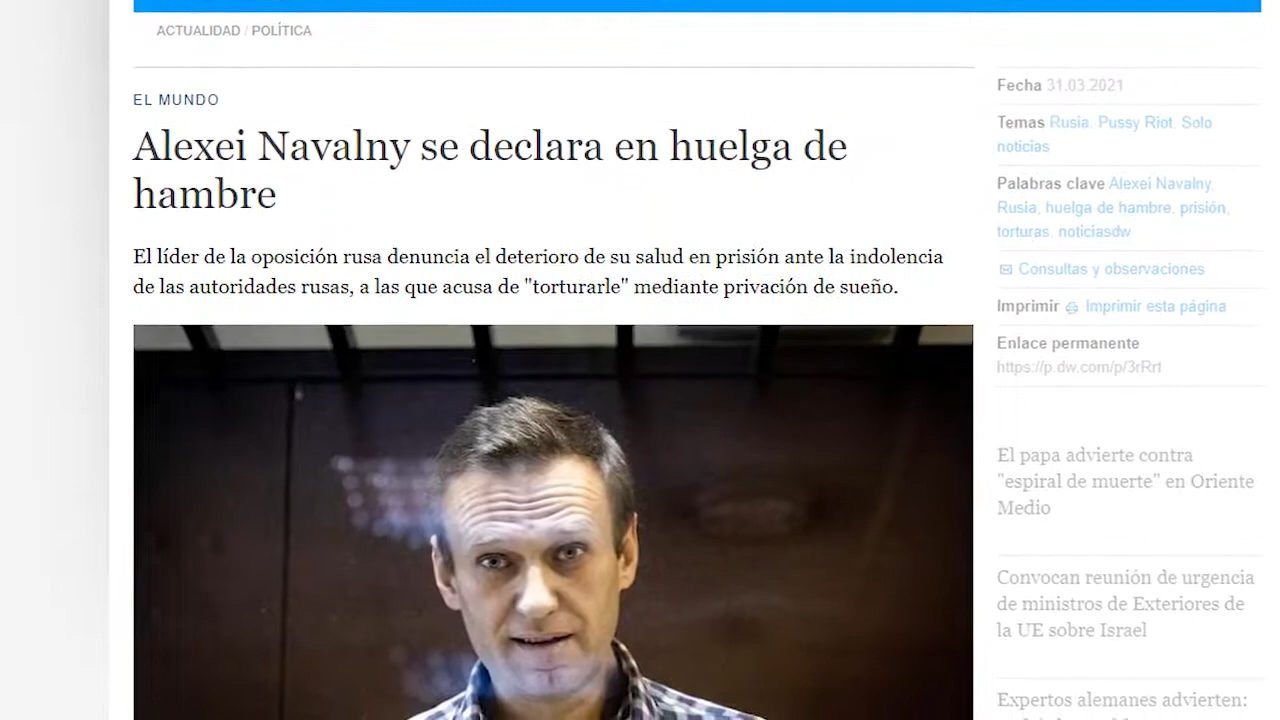 ACTUALIDAD / POLÍTICA
EL MUNDO
Alexei Navalny se declara en huelga de
hambre
El líder de la oposición rusa denuncia el deterioro de su salud en prisión ante la indolencia
de las autoridades rusas, a las que acusa de "torturarle" mediante privación de sueño.
Fecha 31.03.2021
Temas Rusia, Pussy Riot, Solo
noticias
Palabras clave Alexei Navalny,
Rusia, huelga de hambre, prisión,
torturas, noticiasdw
Consultas y observaciones
Imprimir Imprimir esta página
Enlace permanente
https://p.dw.com/p/3rRrt
El papa advierte contra
"espiral de muerte" en Oriente
Medio
Convocan reunión de urgencia
de ministros de Exteriores de
la UE sobre Israel
Expertos alemanes advierten: